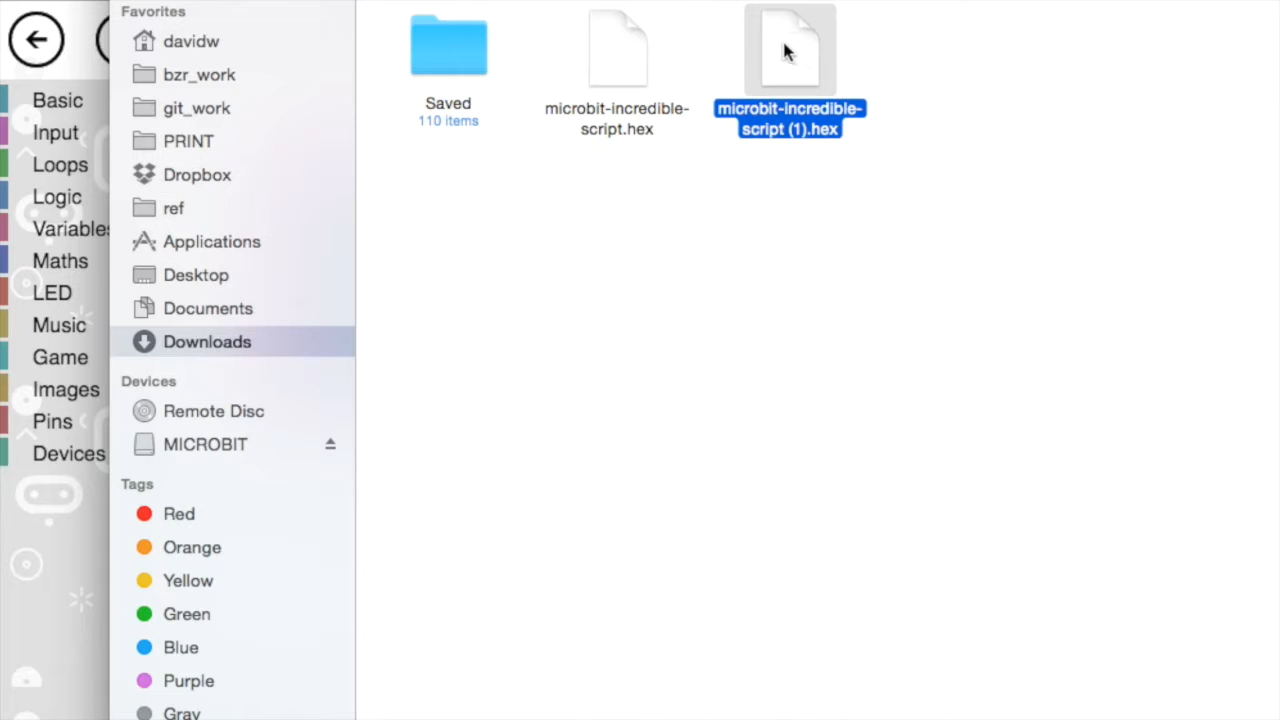 Basic
Input
Loops
Logic
Variables
Maths
LED
Music
Game
Images
Pins
Devices
Favorites
davidw
bzr_work
git_work
PRINT
Dropbox
ref
Applications
Desktop
Documents
Downloads
Devices
Remote Disc
MICROBIT
Tags
Red
Orange
Yellow
Green
Blue
Purple
Gray
Saved
110 items
microbit-incredible-
script.hex
microbit-incredible-
script (1).hex